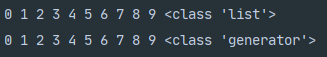 0 1 2 3 4 5 6 7 8 9 <class 'list'>
0 1 2 3 4 5 6 7 8 9 <class 'generator'>